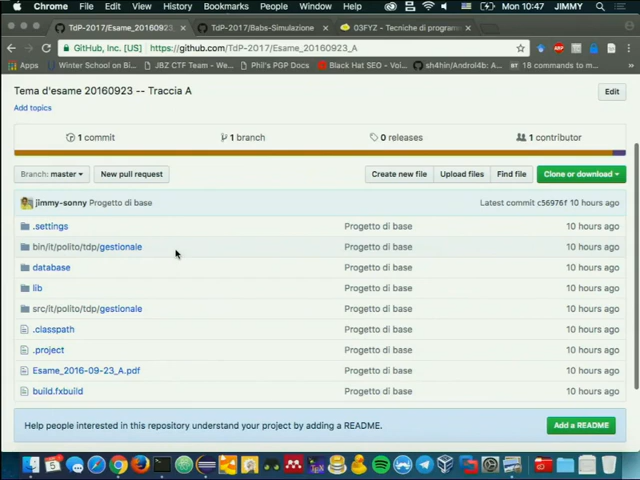 Chrome File Edit View History Bookmarks People Window Help Mon 10:47 JIMMY
TdP-2017/Esame_20160923_ TdP-2017/Babs-Simulazione 03FYZ - Tecniche di program JIMMY
GitHub, Inc. [US] https://github.com/TdP-2017/Esame_20160923_A
Apps Winter School on Bi JBZ CTF Team - We Phil's PGP Docs Black Hat SEO - Voi sh4hin/Androl4b: A 18 commands to m
Tema d'esame 20160923 -- Traccia A Edit
Add topics
1 commit 1 branch 0 releases 1 contributor
Branch: master New pull request Create new file Upload files Find file Clone or download
jimmy-sonny Progetto di base Latest commit c56976f 10 hours ago
.settings Progetto di base 10 hours ago
bin/it/polito/tdp/gestionale Progetto di base 10 hours ago
database Progetto di base 10 hours ago
lib Progetto di base 10 hours ago
src/it/polito/tdp/gestionale Progetto di base 10 hours ago
.classpath Progetto di base 10 hours ago
.project Progetto di base 10 hours ago
Esame_2016-09-23_A.pdf Progetto di base 10 hours ago
build.fxbuild Progetto di base 10 hours ago
Help people interested in this repository understand your project by adding a README. Add a README